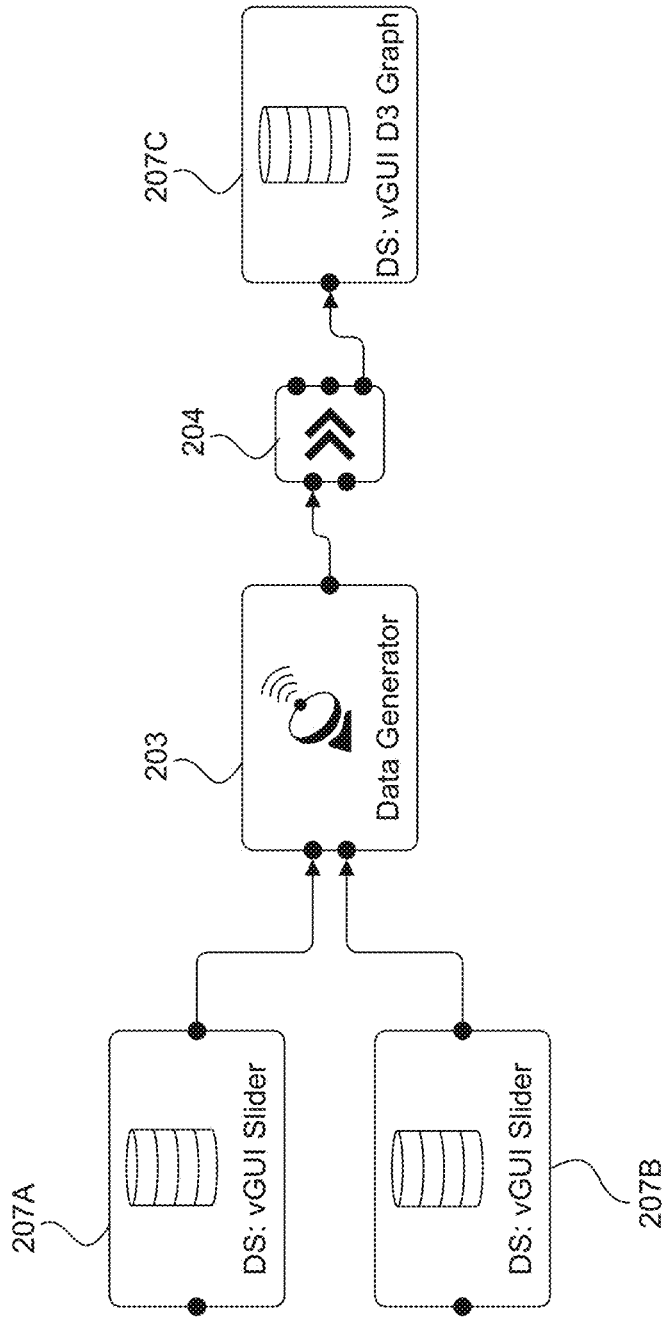 207A
DS: vGUI Slider
207B
DS: vGUI Slider
203
Data Generator
204
207C
DS: vGUI D3 Graph